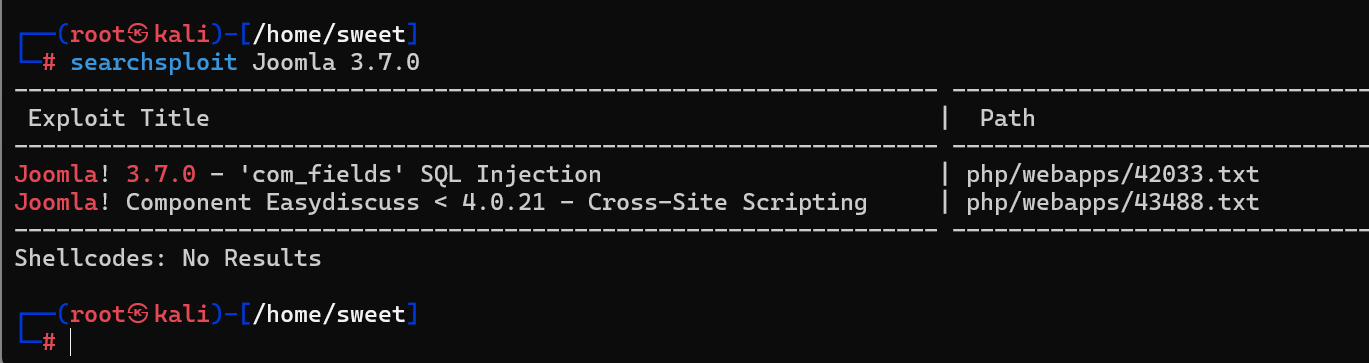 ┌──(root㉿kali)-[/home/sweet]
└─# searchsploit Joomla 3.7.0
------------------------------------------------------------------- ------------------------------
Exploit Title | Path
------------------------------------------------------------------- ------------------------------
Joomla! 3.7.0 - 'com_fields' SQL Injection | php/webapps/42033.txt
Joomla! Component Easydiscuss < 4.0.21 - Cross-Site Scripting | php/webapps/43488.txt
------------------------------------------------------------------- ------------------------------
Shellcodes: No Results
┌──(root㉿kali)-[/home/sweet]
└─#